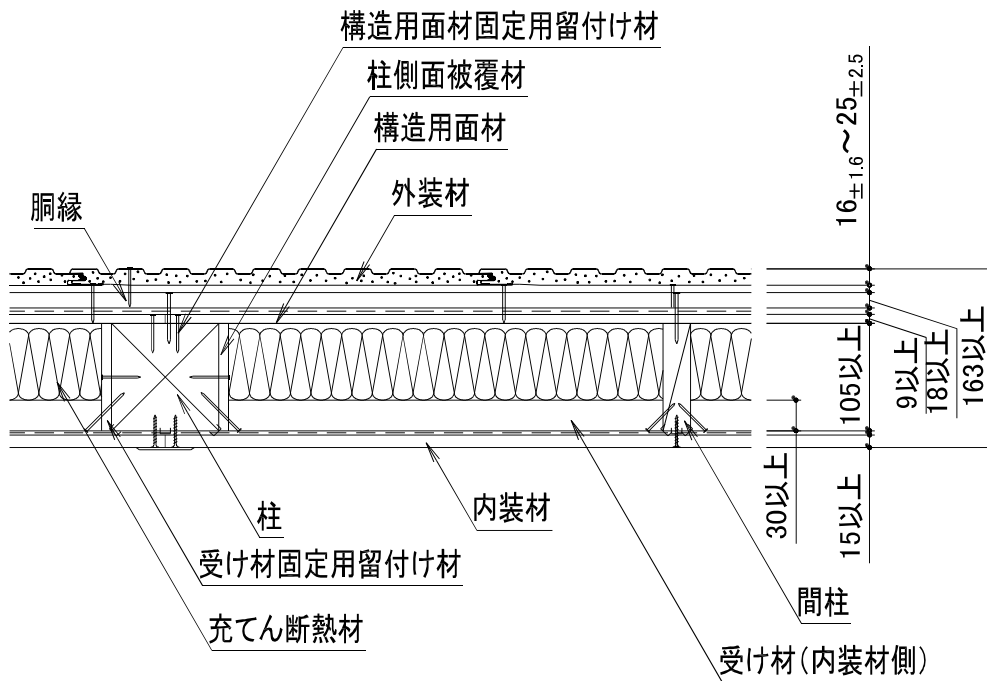 構造用面材固定用留付け材
柱側面被覆材
構造用面材
外装材
胴縁
16±1.6～25±2.5
105以上
9以上
18以上
163以上
30以上
15以上
内装材
柱
受け材固定用留付け材
間柱
充てん断熱材
受け材(内装材側)